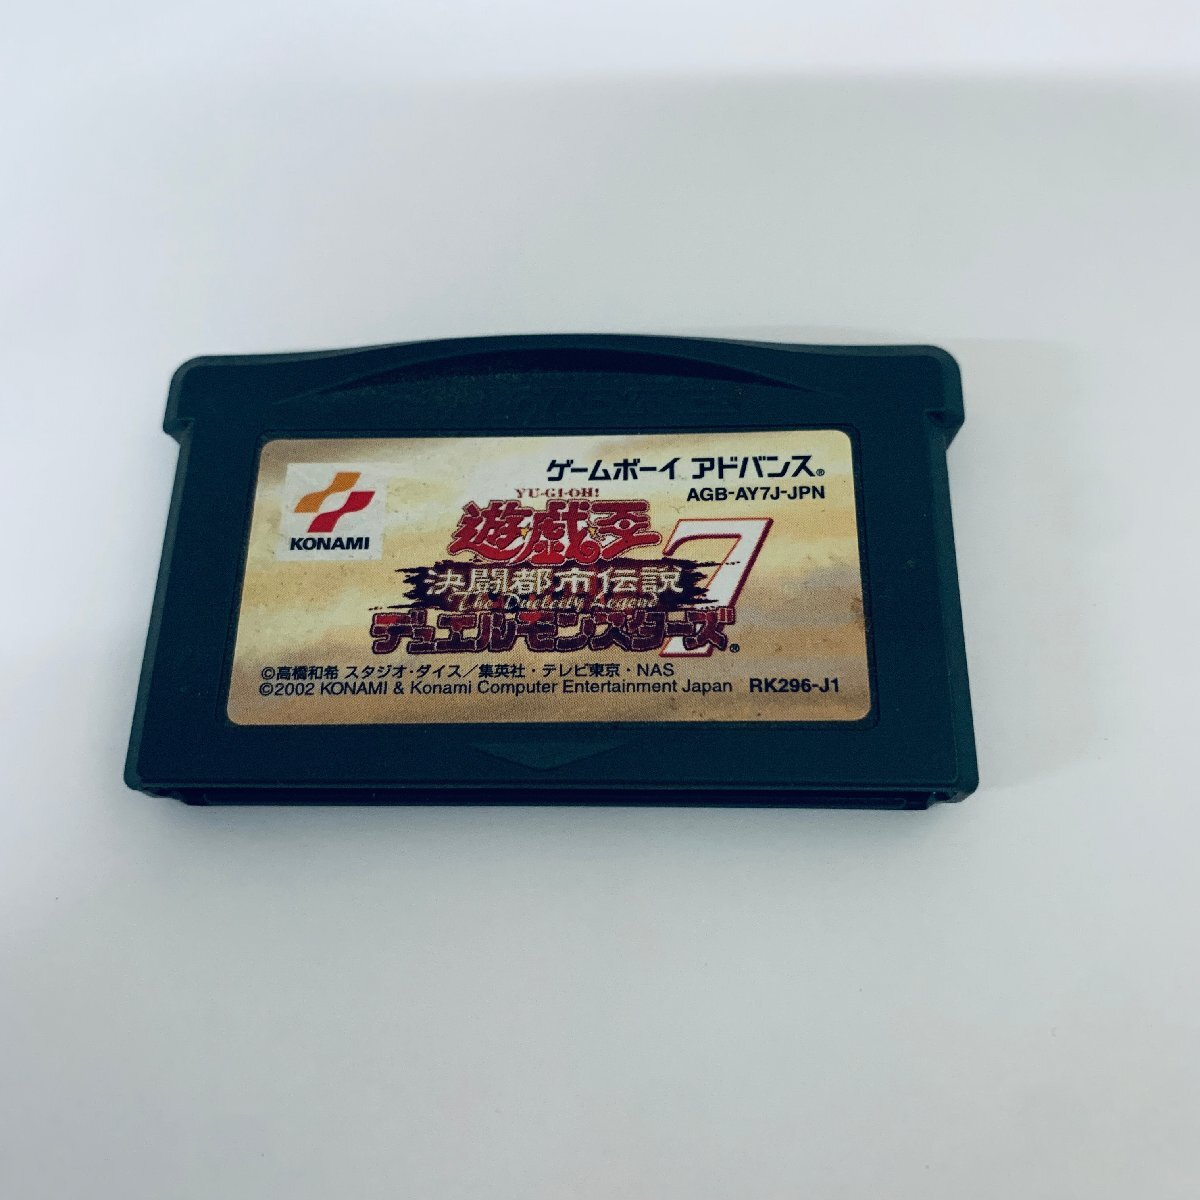 ゲームボーイ アドバンス®
AGB-AY7J-JPN
KONAMI
YU-GI-OH!
遊戯王
決闘都市伝説
The Duelcity Legend
7
デュエルモンスターズ®
©高橋和希 スタジオ・ダイス／集英社・テレビ東京・NAS
©2002 KONAMI & Konami Computer Entertainment Japan RK296-J1